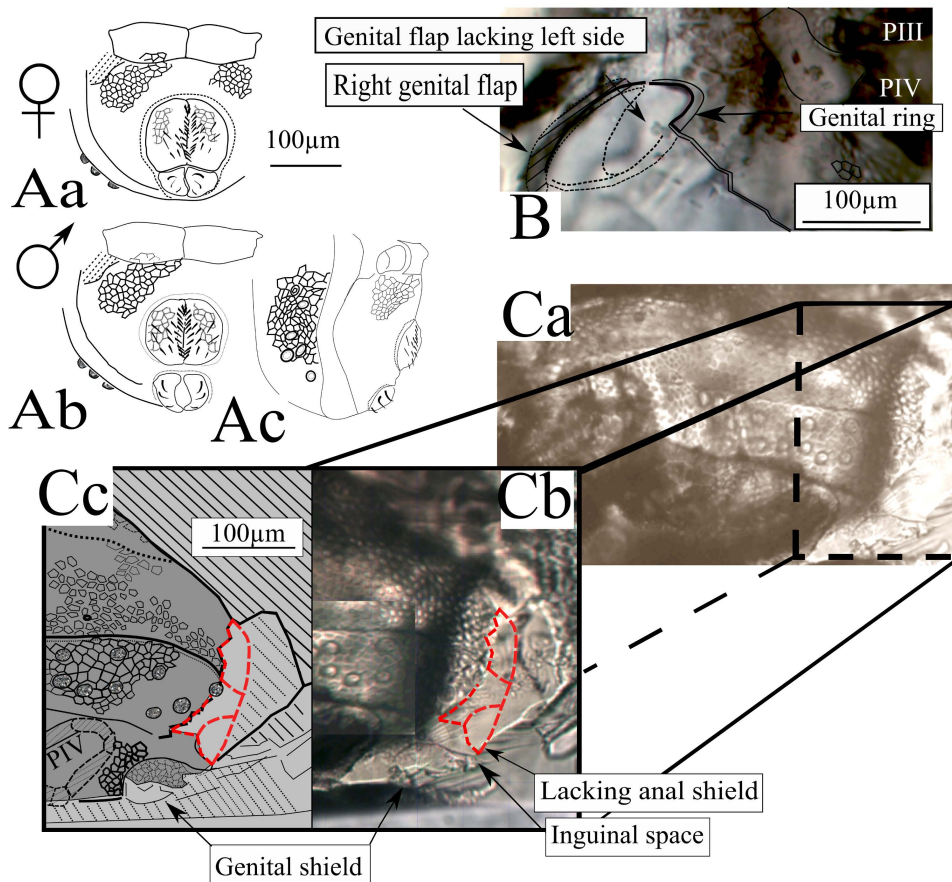 ♀
Aa
100µm
♂
Ab
Ac
Genital flap lacking left side
Right genital flap
PIII
PIV
Genital ring
100µm
B
Ca
Cc
Cb
100µm
PIV
Lacking anal shield
Inguinal space
Genital shield